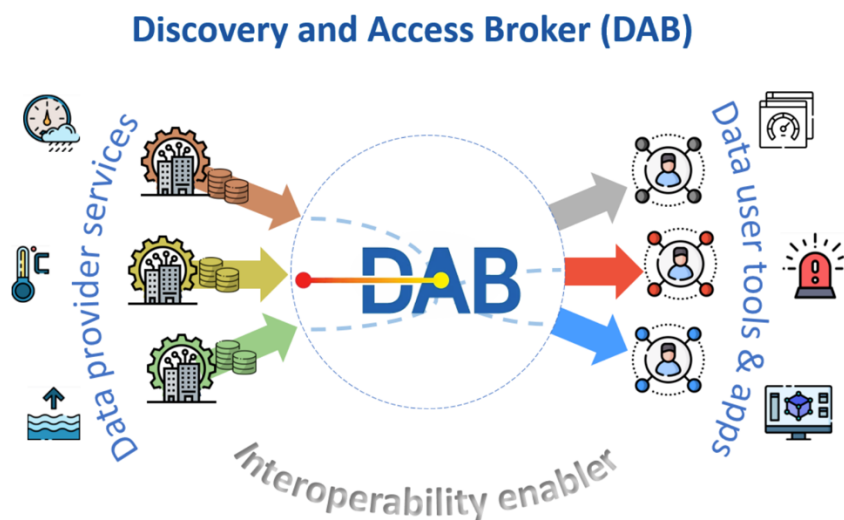 Discovery and Access Broker (DAB)
Data provider services
°C
DAB
Data user tools & apps
Interoperability enabler